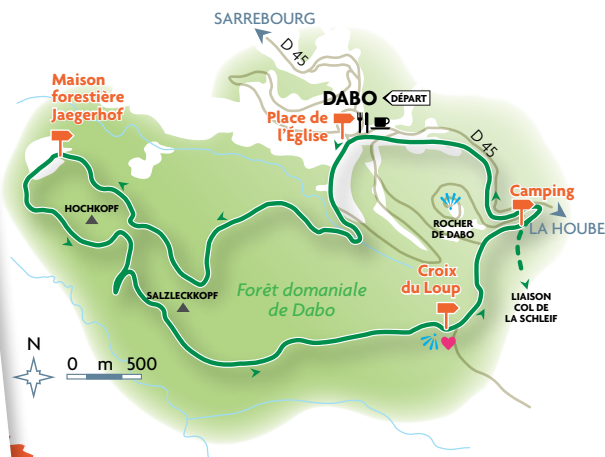 SARREBOURG
D 45
Maison
forestière
Jaegerhof
DABO
DÉPART
Place de
l'Église
D 45
Camping
HOCHKOPF
ROCHER
DE DABO
LA HOUBE
Croix
du Loup
SALZLECKKOPF
Forêt domaniale
de Dabo
LIAISON
COL DE
LA SCHLEIF
N
0 m 500